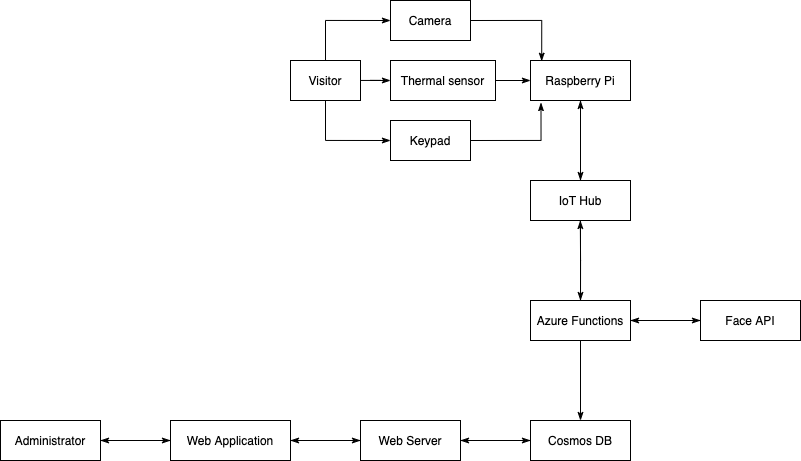 Camera
Visitor
Thermal sensor
Raspberry Pi
Keypad
IoT Hub
Azure Functions
Face API
Administrator
Web Application
Web Server
Cosmos DB